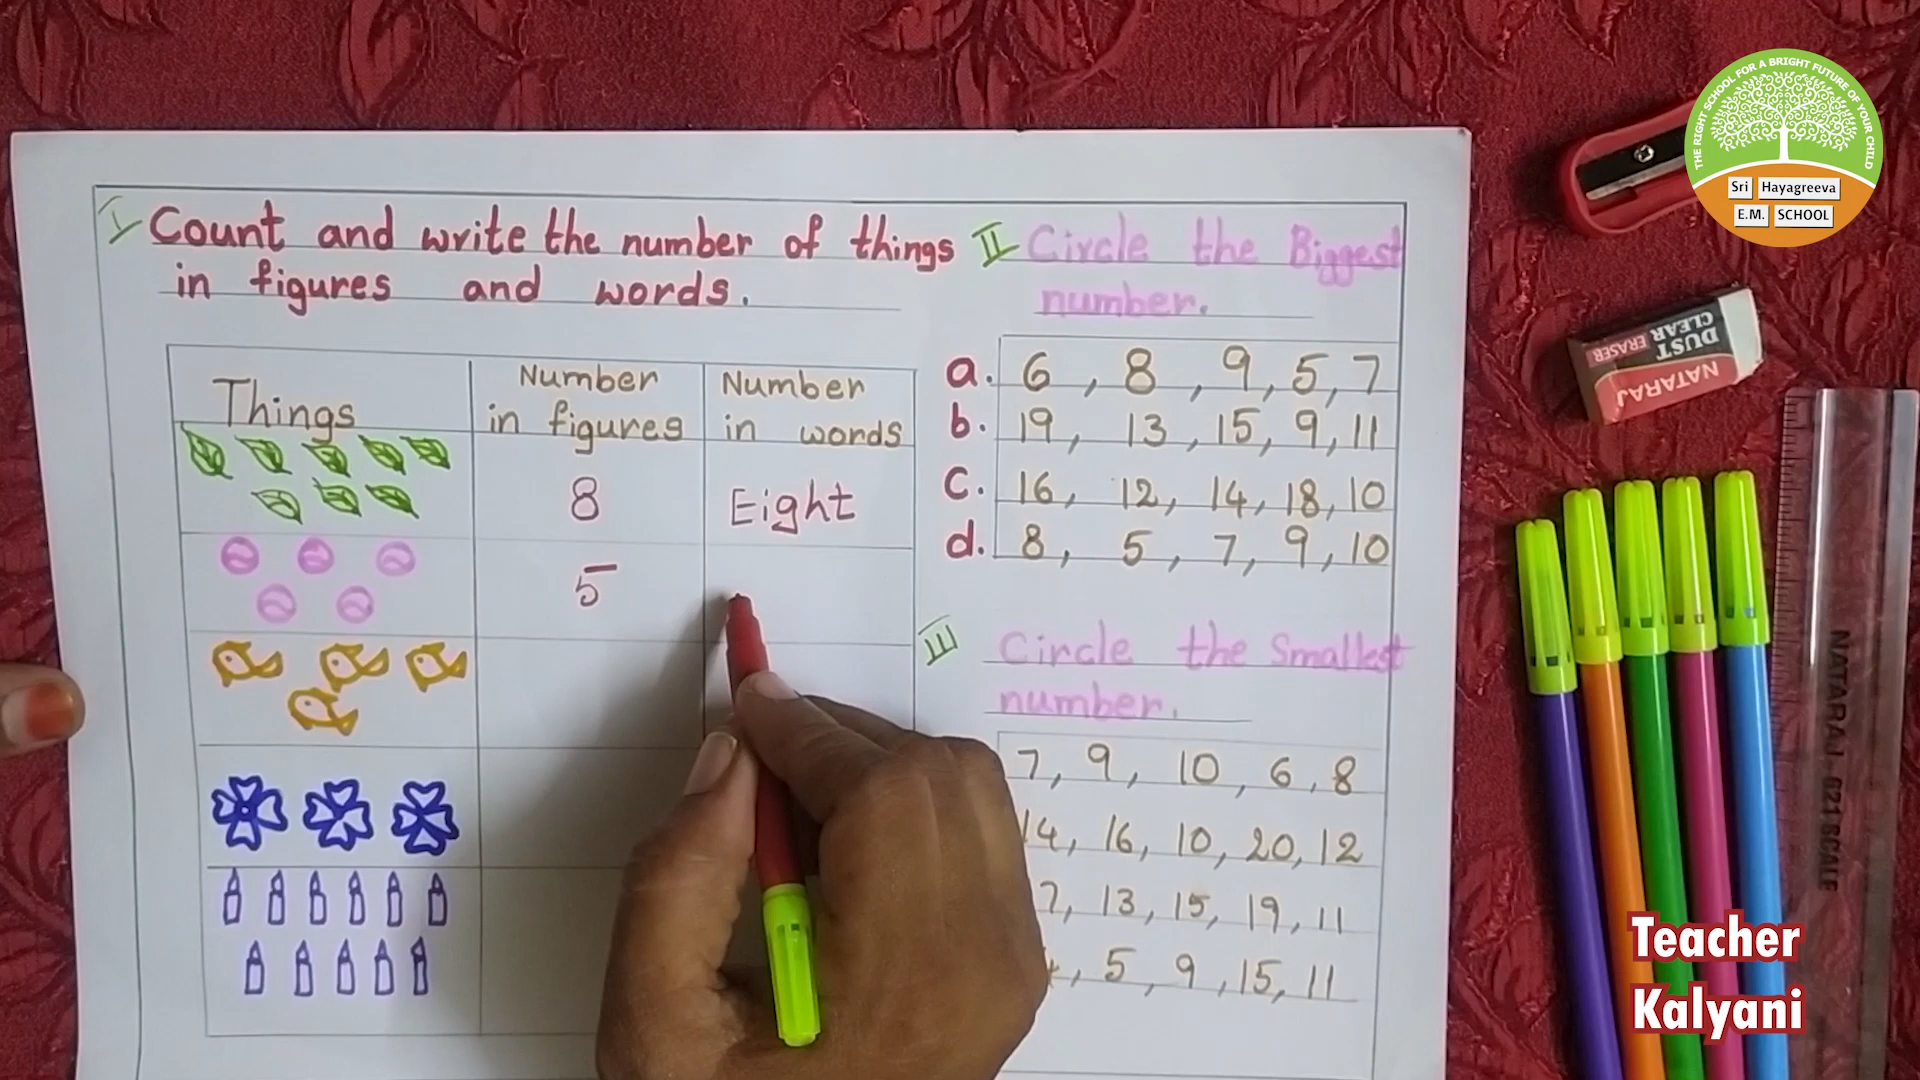 I Count and write the number of things
in figures and words.
Things
Number
in figures
Number
in words
8
Eight
5
II Circle the Biggest
number.
a. 6, 8, 9, 5, 7
b. 19, 13, 15, 9, 11
c. 16, 12, 14, 18, 10
d. 8, 5, 7, 9, 10
III Circle the Smallest
number.
7, 9, 10, 6, 8
14, 16, 10, 20, 12
7, 13, 15, 19, 11
5, 9, 15, 11
THE RIGHT SCHOOL FOR A BRIGHT FUTURE OF YOUR CHILD
Sri Hayagreeva
E.M. SCHOOL
NATARAJ
DUST
CLEAR
ERASER
NATARAJ - 621 SCALE
Teacher
Kalyani